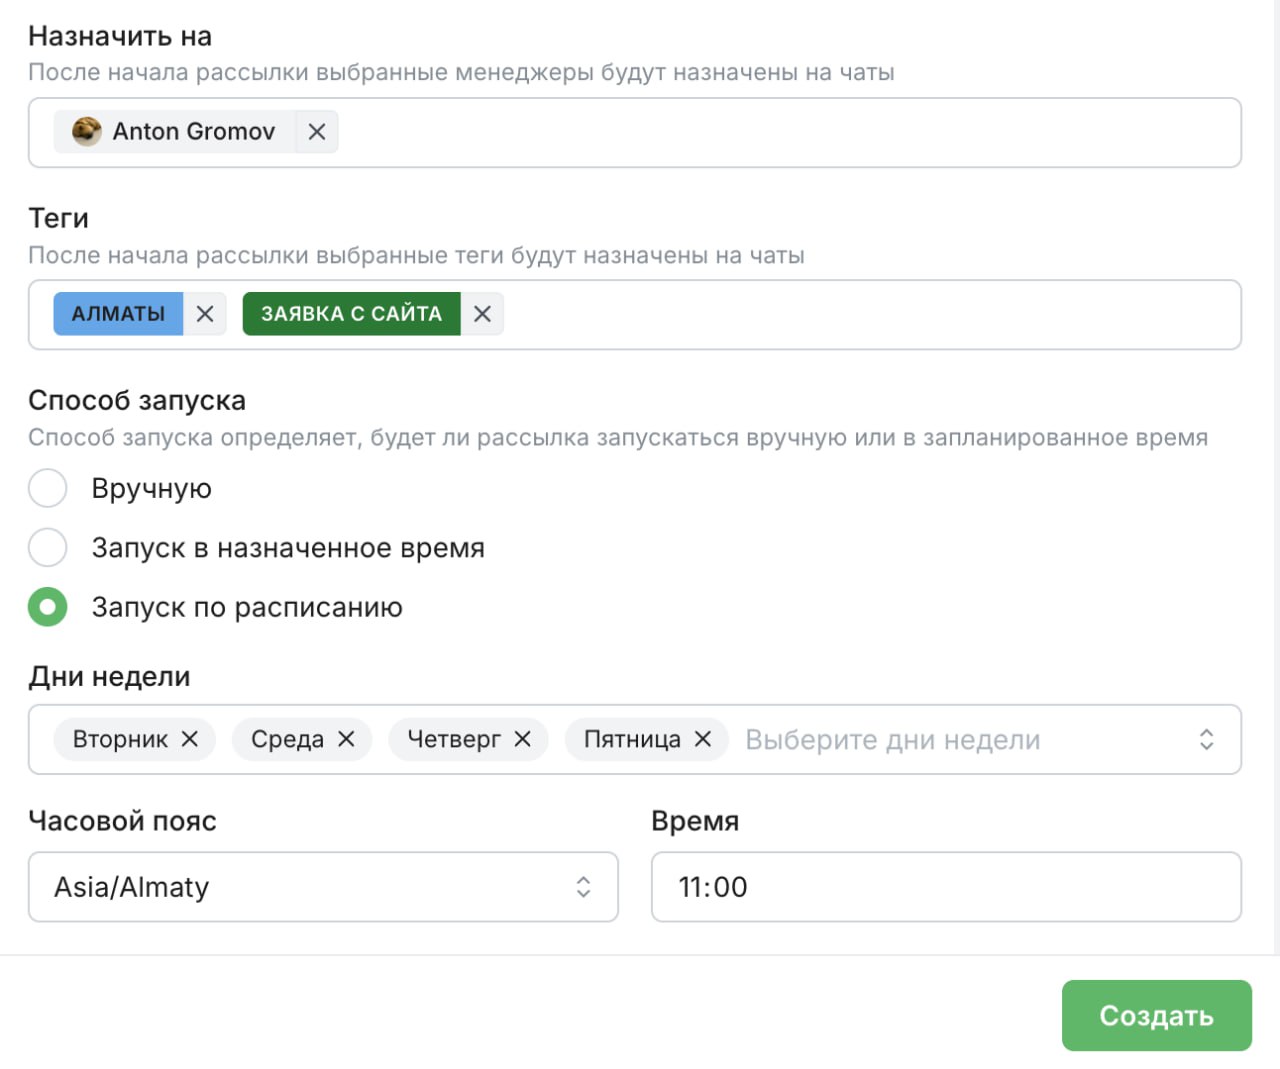 Назначить на
После начала рассылки выбранные менеджеры будут назначены на чаты
Anton Gromov
Теги
После начала рассылки выбранные теги будут назначены на чаты
АЛМАТЫ ЗАЯВКА С САЙТА
Способ запуска
Способ запуска определяет, будет ли рассылка запускаться вручную или в запланированное время
Вручную
Запуск в назначенное время
Запуск по расписанию
Дни недели
Вторник Среда Четверг Пятница Выберите дни недели
Часовой пояс Время
Asia/Almaty 11:00
Создать